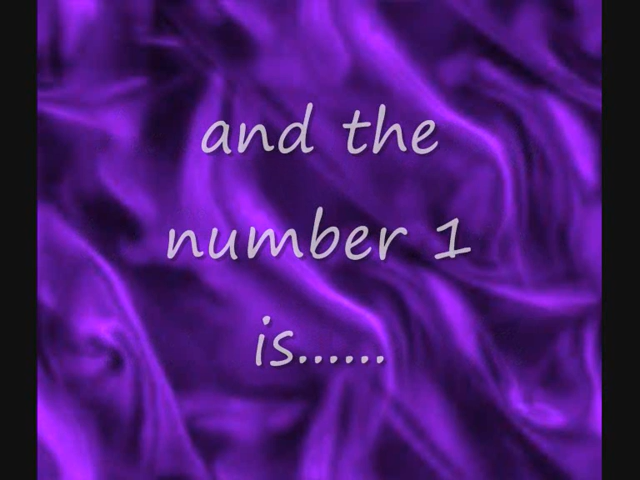 and the
number 1
is......